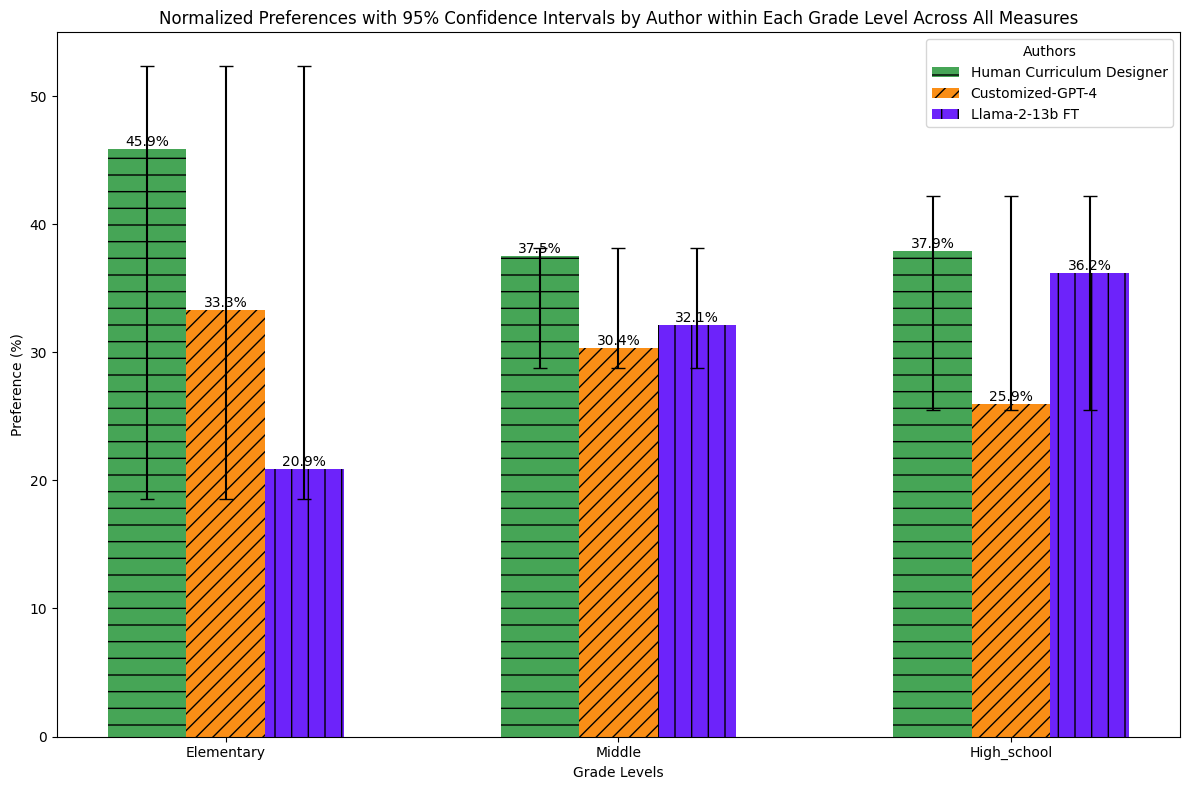 Normalized Preferences with 95% Confidence Intervals by Author within Each Grade Level Across All Measures
Authors
Human Curriculum Designer
Customized-GPT-4
Llama-2-13b FT
Preference (%)
50
40
30
20
10
0
45.9%
33.3%
20.9%
37.5%
30.4%
32.1%
37.9%
25.9%
36.2%
Elementary
Middle
High_school
Grade Levels